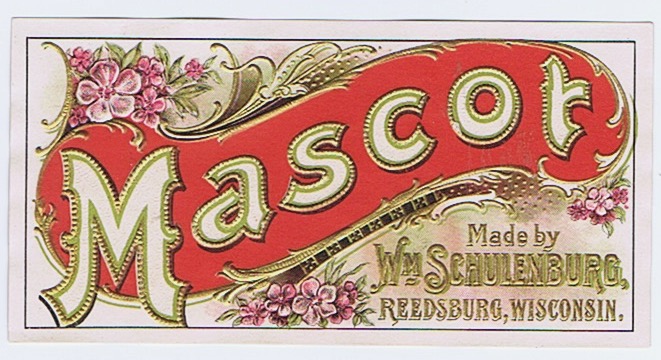 Mascot
Made by
WM SCHULENBURG,
REEDSBURG, WISCONSIN.